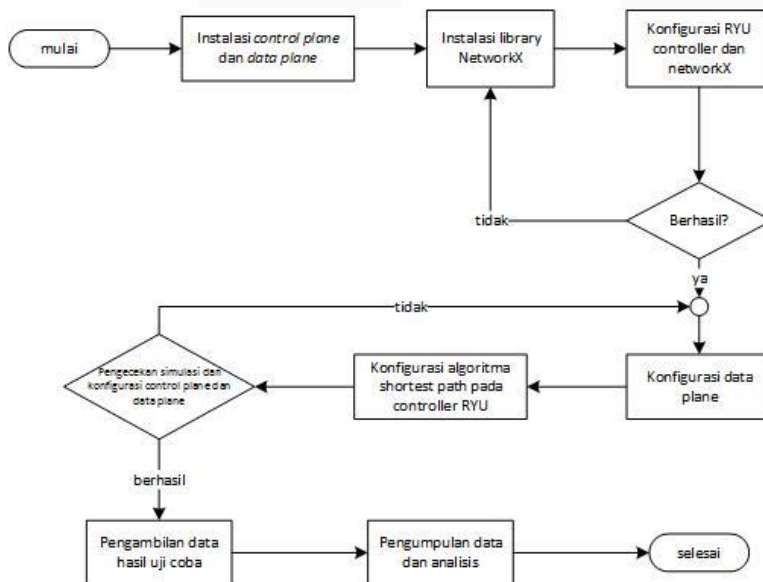 mulai
Instalasi control plane
dan data plane
Instalasi library
NetworkX
Konfigurasi RYU
controller dan
networkX
Berhasil?
tidak
ya
tidak
Konfigurasi data
plane
Konfigurasi algoritma
shortest path pada
controller RYU
Pengecekan simulasi dan
konfigurasi control plane dan
data plane
berhasil
Pengambilan data
hasil uji coba
Pengumpulan data
dan analisis
selesai